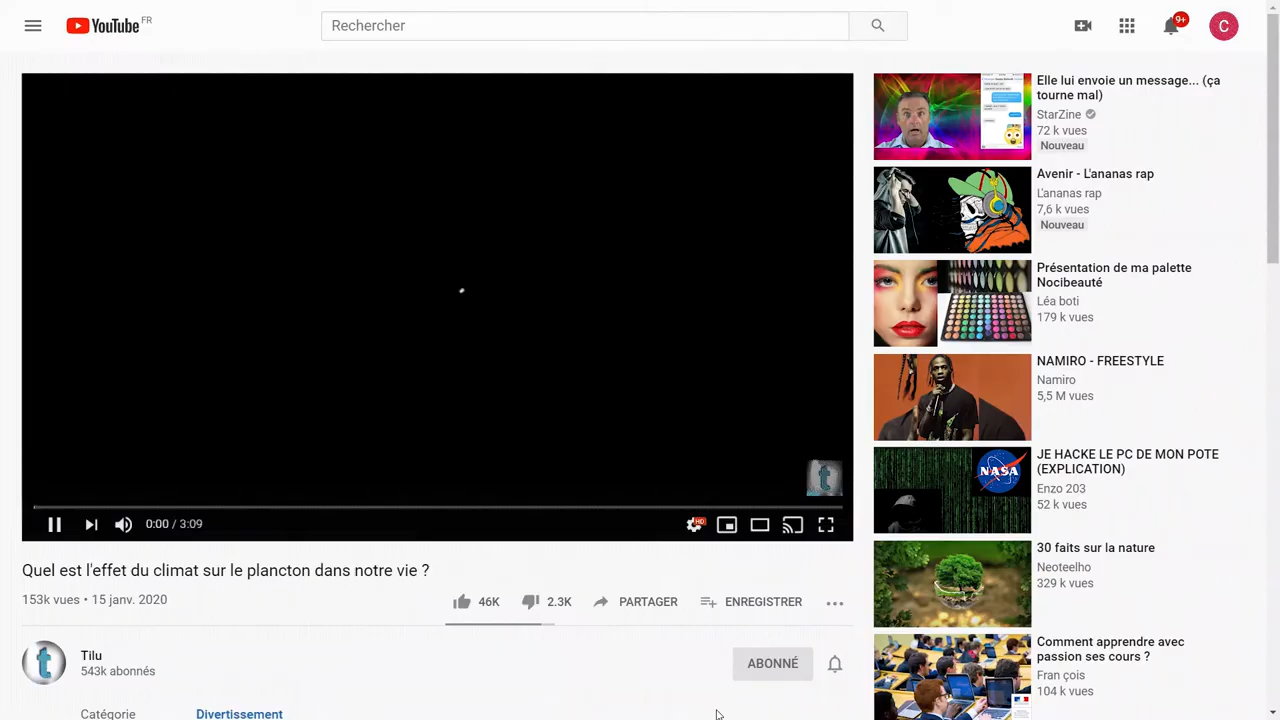 YouTube FR
Rechercher
9+
C
t
HD
0:00 / 3:09
Quel est l'effet du climat sur le plancton dans notre vie ?
153k vues • 15 janv. 2020
46K
2.3K
PARTAGER
ENREGISTRER
t
Tilu
543k abonnés
ABONNÉ
Catégorie
Divertissement
Elle lui envoie un message... (ça
tourne mal)
StarZine
72 k vues
Nouveau
Avenir - L'ananas rap
L'ananas rap
7,6 k vues
Nouveau
Présentation de ma palette
Nocibeauté
Léa boti
179 k vues
NAMIRO - FREESTYLE
Namiro
5,5 M vues
NASA
JE HACKE LE PC DE MON POTE
(EXPLICATION)
Enzo 203
52 k vues
30 faits sur la nature
Neoteelho
329 k vues
Comment apprendre avec
passion ses cours ?
Fran çois
104 k vues